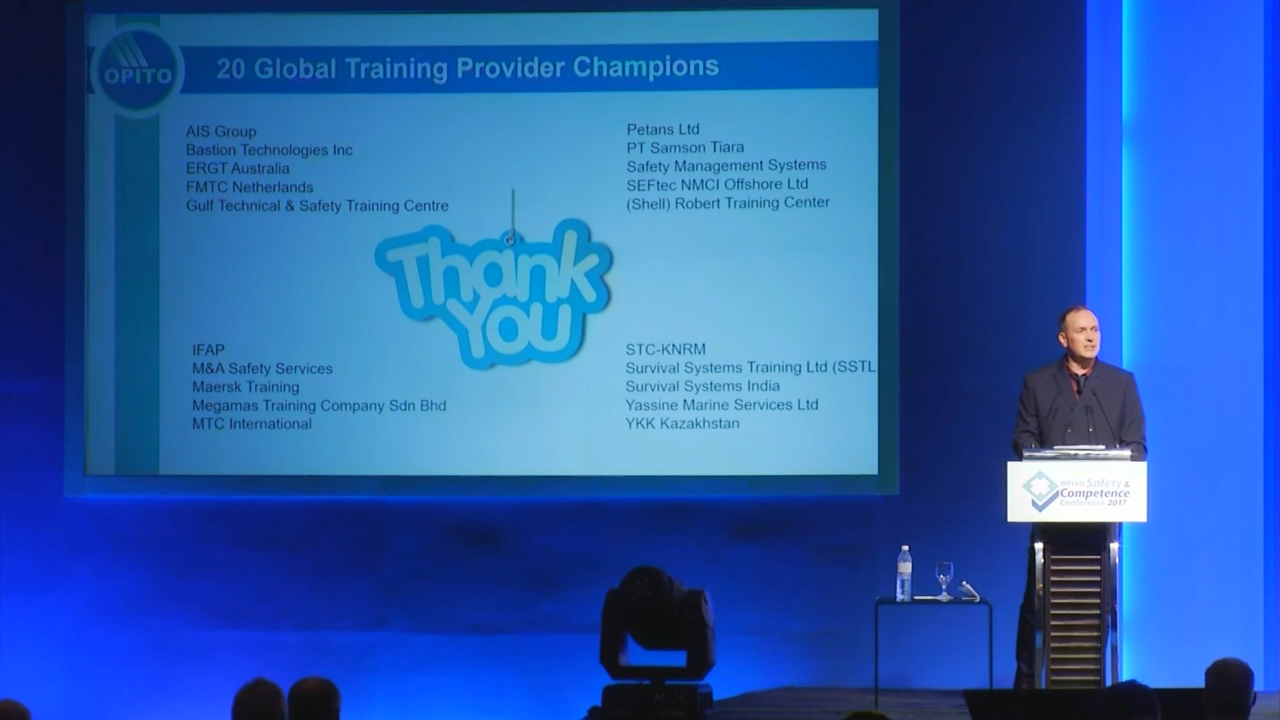 OPITO
20 Global Training Provider Champions
AIS Group
Bastion Technologies Inc
ERGT Australia
FMTC Netherlands
Gulf Technical & Safety Training Centre
Petans Ltd
PT Samson Tiara
Safety Management Systems
SEFtec NMCI Offshore Ltd
(Shell) Robert Training Center
Thank
You
IFAP
M&A Safety Services
Maersk Training
Megamas Training Company Sdn Bhd
MTC International
STC-KNRM
Survival Systems Training Ltd (SSTL
Survival Systems India
Yassine Marine Services Ltd
YKK Kazakhstan
OPITO Safety &
Competence
Conference 2017